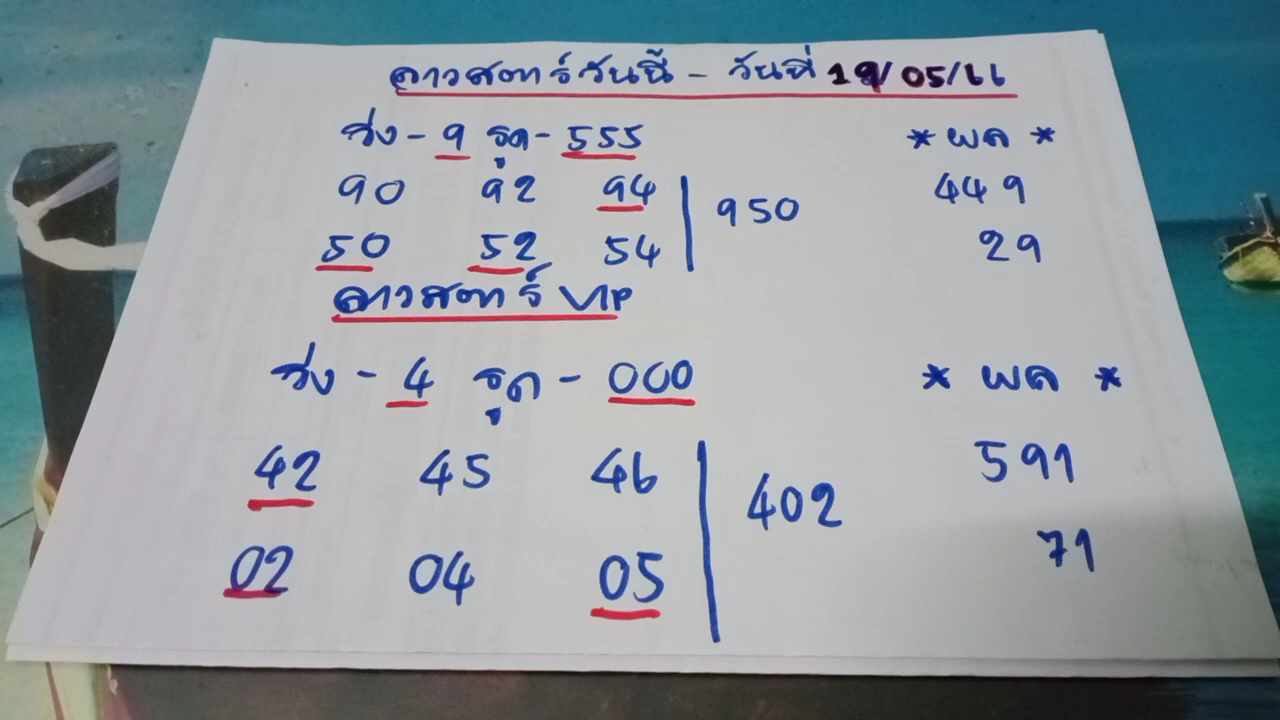 ลาวสตาร์วันนี้ - วันที่ 19/05/66
วิ่ง - 9 รูด - 555
* ผล *
90 92 94 950 449
50 52 54 29
ลาวสตาร์ VIP
วิ่ง - 4 รูด - 000
* ผล *
42 45 46 402 591
02 04 05 71